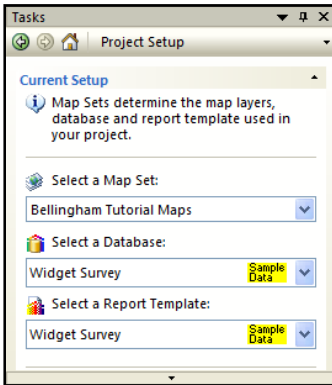 Tasks
Project Setup
Current Setup
Map Sets determine the map layers,
database and report template used in
your project.
Select a Map Set:
Bellingham Tutorial Maps
Select a Database:
Widget Survey Sample
Data
Select a Report Template:
Widget Survey Sample
Data